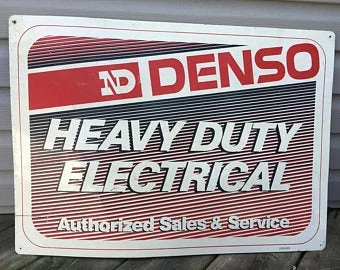 ND DENSO
HEAVY DUTY
ELECTRICAL
Authorized Sales & Service